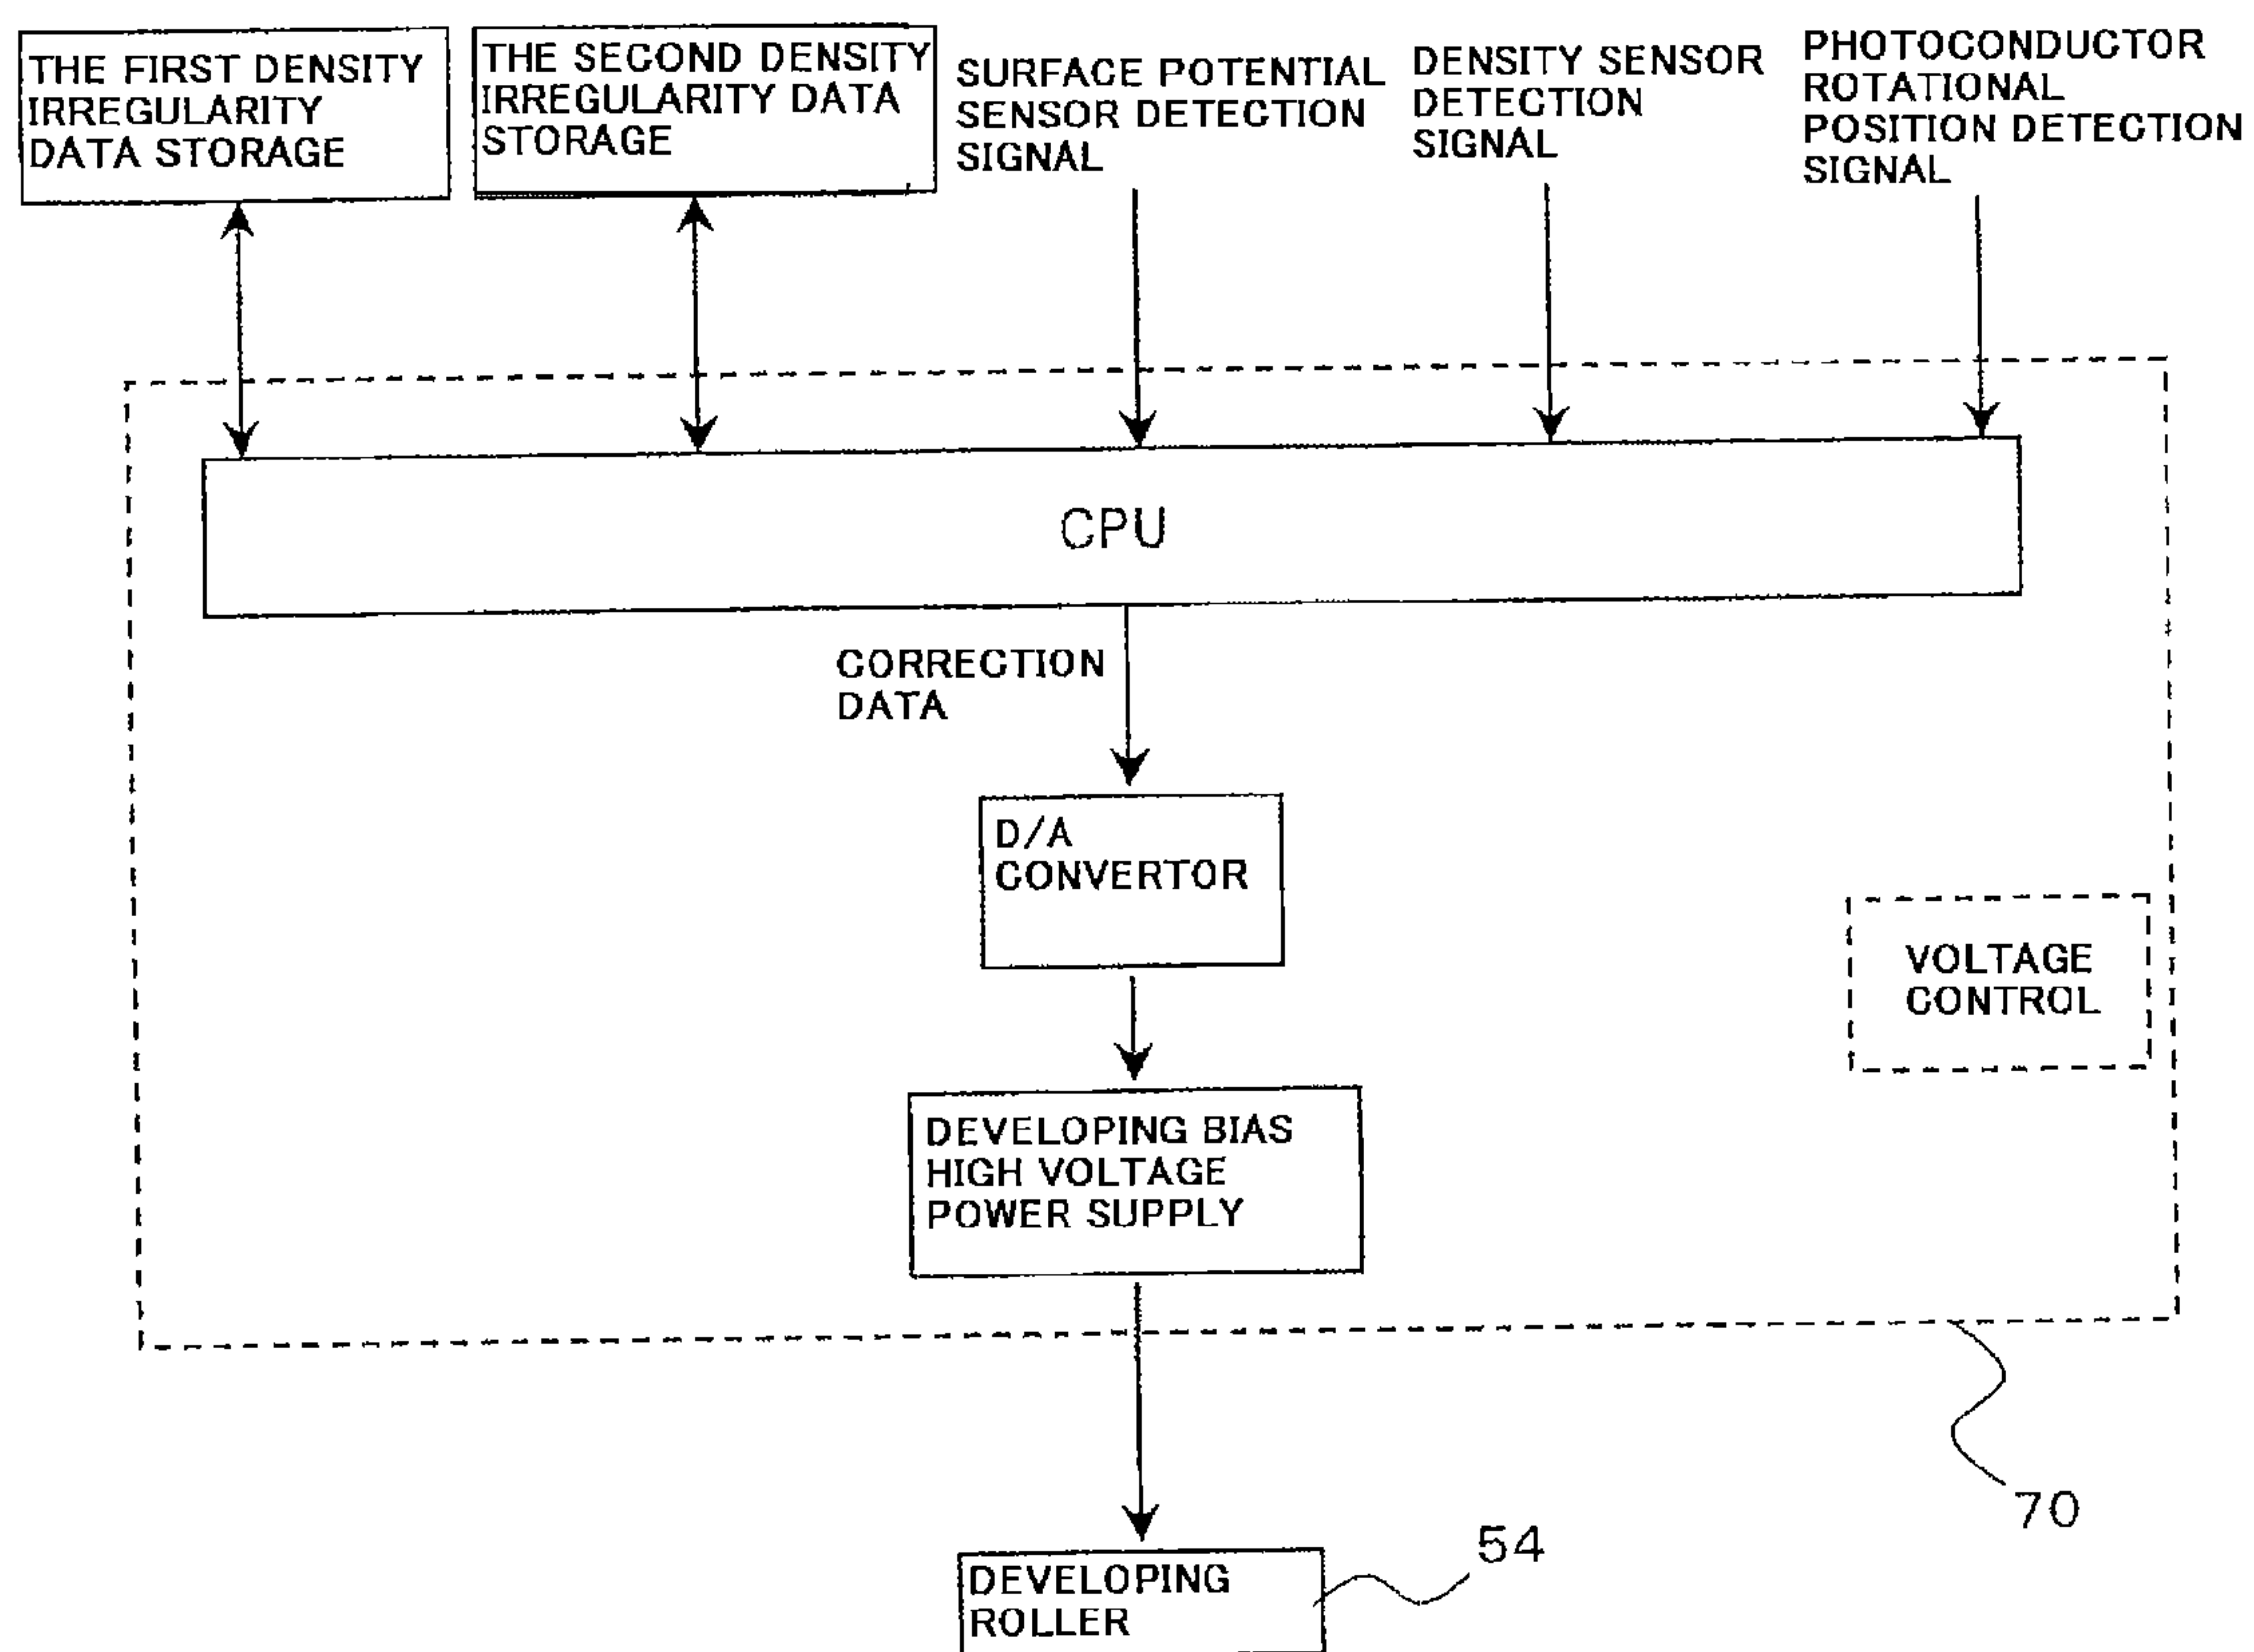 THE FIRST DENSITY
IRREGULARITY
DATA STORAGE
THE SECOND DENSITY
IRREGULARITY DATA
STORAGE
SURFACE POTENTIAL
SENSOR DETECTION
SIGNAL
DENSITY SENSOR
DETECTION
SIGNAL
PHOTOCONDUCTOR
ROTATIONAL
POSITION DETECTION
SIGNAL
CPU
CORRECTION
DATA
D/A
CONVERTOR
VOLTAGE
CONTROL
DEVELOPING BIAS
HIGH VOLTAGE
POWER SUPPLY
70
54
DEVELOPING
ROLLER